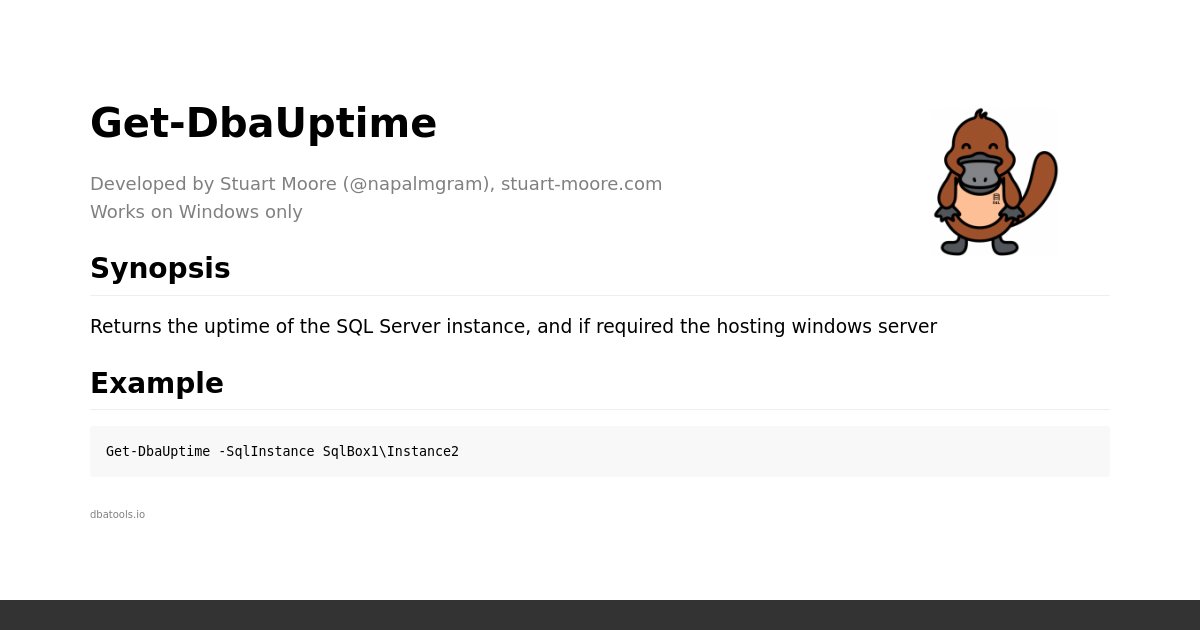 Get-DbaUptime
Developed by Stuart Moore (@napalmgram), stuart-moore.com
Works on Windows only
Synopsis
Returns the uptime of the SQL Server instance, and if required the hosting windows server
Example
Get-DbaUptime -SqlInstance SqlBox1\Instance2
dbatools.io